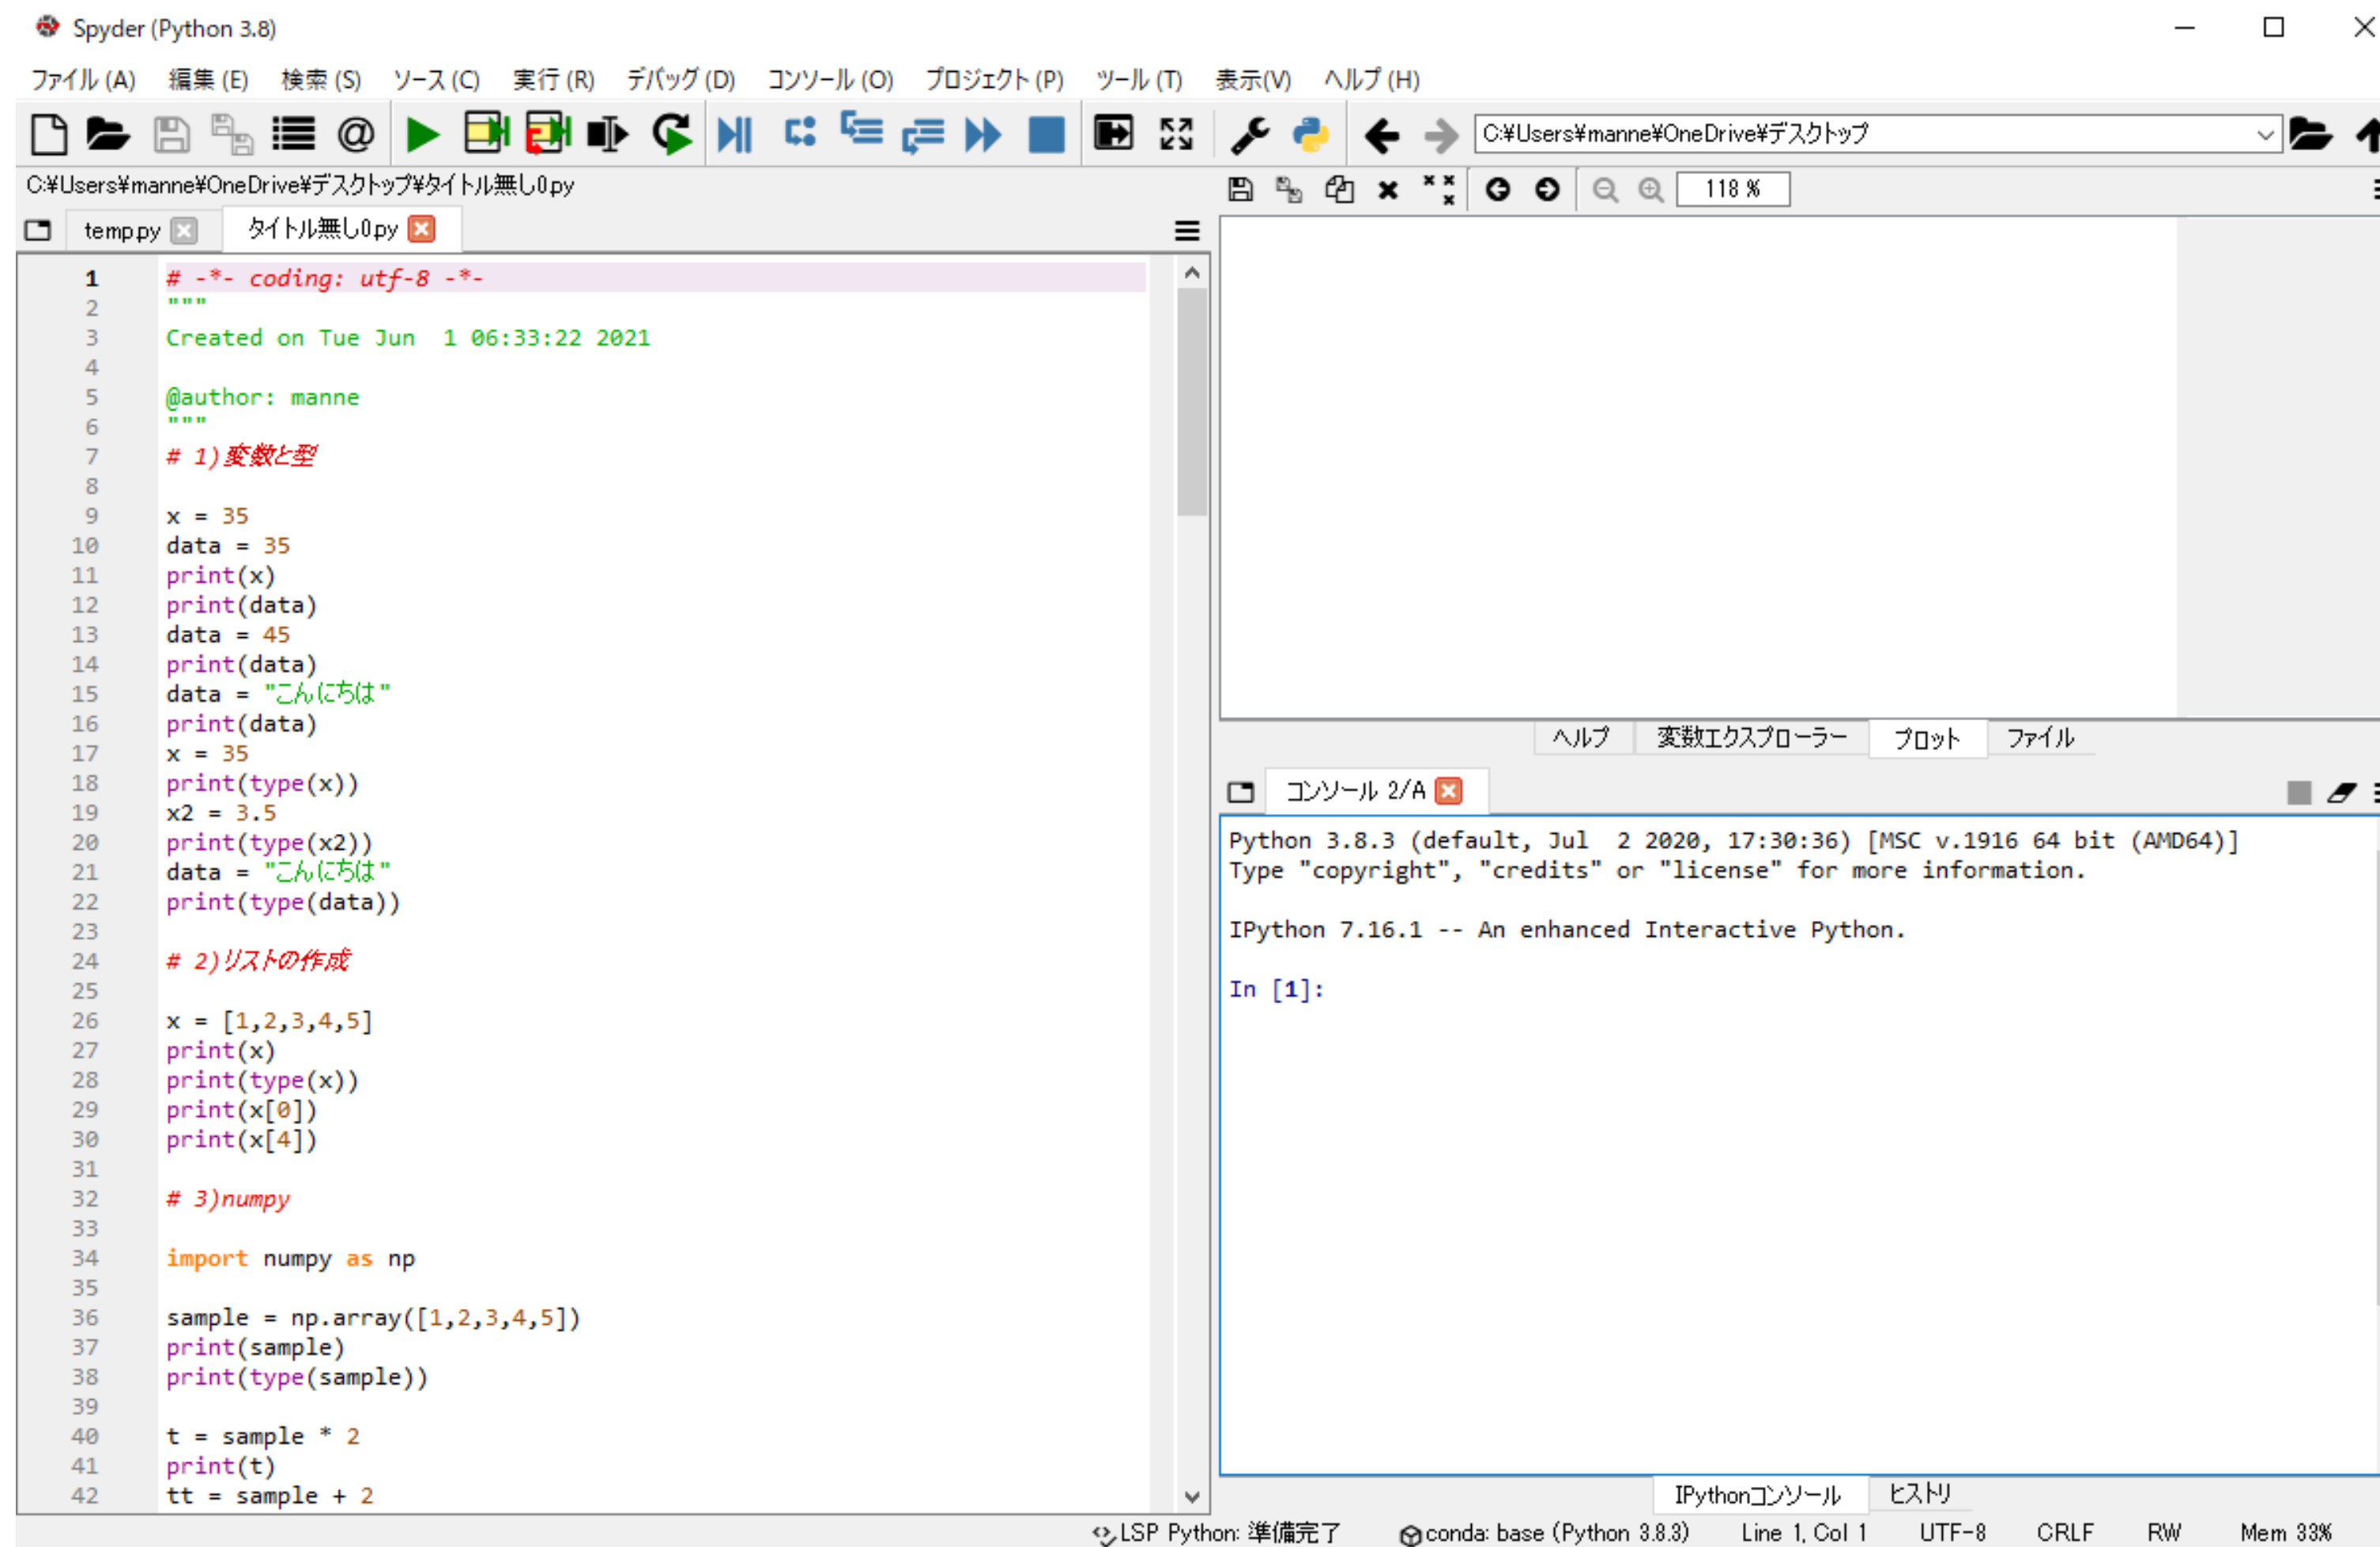 Spyder (Python 3.8)
ファイル (A) 編集 (E) 検索 (S) ソース (C) 実行 (R) デバッグ (D) コンソール (O) プロジェクト (P) ツール (T) 表示(V) ヘルプ (H)
@ C:¥Users¥manne¥OneDrive¥デスクトップ
C:¥Users¥manne¥OneDrive¥デスクトップ¥タイトル無し0.py
temp.py タイトル無し0.py
1 # -*- coding: utf-8 -*-
2 """
3 Created on Tue Jun  1 06:33:22 2021
4
5 @author: manne
6 """
7 # 1)変数と型
8
9 x = 35
10 data = 35
11 print(x)
12 print(data)
13 data = 45
14 print(data)
15 data = "こんにちは"
16 print(data)
17 x = 35
18 print(type(x))
19 x2 = 3.5
20 print(type(x2))
21 data = "こんにちは"
22 print(type(data))
23
24 # 2)リストの作成
25
26 x = [1,2,3,4,5]
27 print(x)
28 print(type(x))
29 print(x[0])
30 print(x[4])
31
32 # 3)numpy
33
34 import numpy as np
35
36 sample = np.array([1,2,3,4,5])
37 print(sample)
38 print(type(sample))
39
40 t = sample * 2
41 print(t)
42 tt = sample + 2
118 %
ヘルプ 変数エクスプローラー プロット ファイル
コンソール 2/A
Python 3.8.3 (default, Jul  2 2020, 17:30:36) [MSC v.1916 64 bit (AMD64)]
Type "copyright", "credits" or "license" for more information.
IPython 7.16.1 -- An enhanced Interactive Python.
In [1]:
IPythonコンソール ヒストリ
LSP Python: 準備完了 conda: base (Python 3.8.3) Line 1, Col 1 UTF-8 CRLF RW Mem 33%